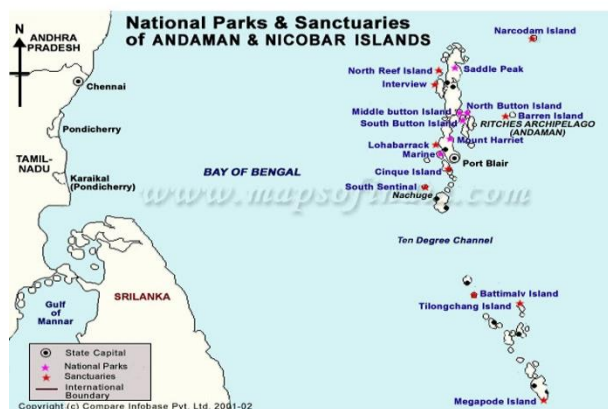 National Parks & Sanctuaries
of ANDAMAN & NICOBAR ISLANDS
N
ANDHRA
PRADESH
Chennai
Pondicherry
TAMIL-
NADU
Karaikal
(Pondicherry)
BAY OF BENGAL
Narcodam Island
North Reef Island
Saddle Peak
Interview
Middle button Island
North Button Island
Barren Island
South Button Island
RITCHES ARCHIPELAGO
(ANDAMAN)
Mount Harriet
Lohabarrack
Marine
Port Blair
Cinque Island
South Sentinal
Nachuge
www.mapsofindia.com
Ten Degree Channel
Battimalv Island
Tilongchang Island
Megapode Island
SRILANKA
Gulf
of
Mannar
State Capital
National Parks
Sanctuaries
International
Boundary
Copyright (c) Compare Infobase Pvt. Ltd. 2001-02